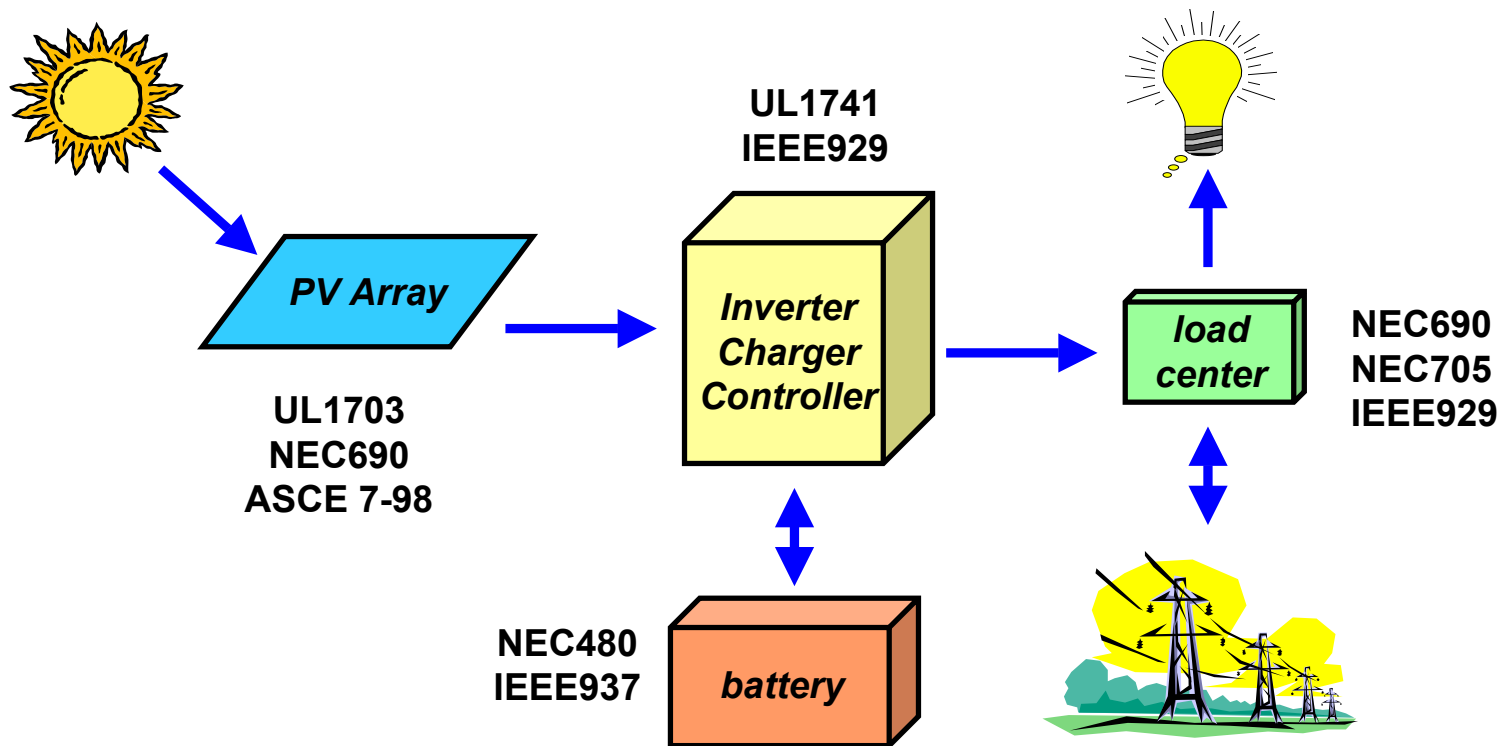 UL1741
IEEE929
PV Array
Inverter
Charger
Controller
load
center
NEC690
NEC705
IEEE929
UL1703
NEC690
ASCE 7-98
NEC480
IEEE937
battery